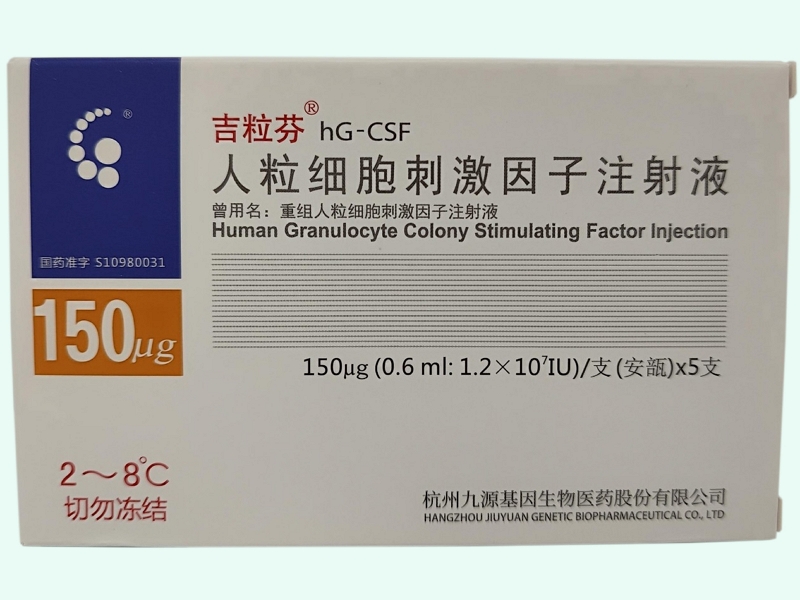 吉粒芬® hG-CSF
人粒细胞刺激因子注射液
曾用名：重组人粒细胞刺激因子注射液
Human Granulocyte Colony Stimulating Factor Injection
®
国药准字 S10980031
150μg
150μg (0.6 ml: 1.2×10⁷IU)/支(安瓿)x5支
2～8℃
切勿冻结
杭州九源基因生物医药股份有限公司
HANGZHOU JIUYUAN GENETIC BIOPHARMACEUTICAL CO., LTD